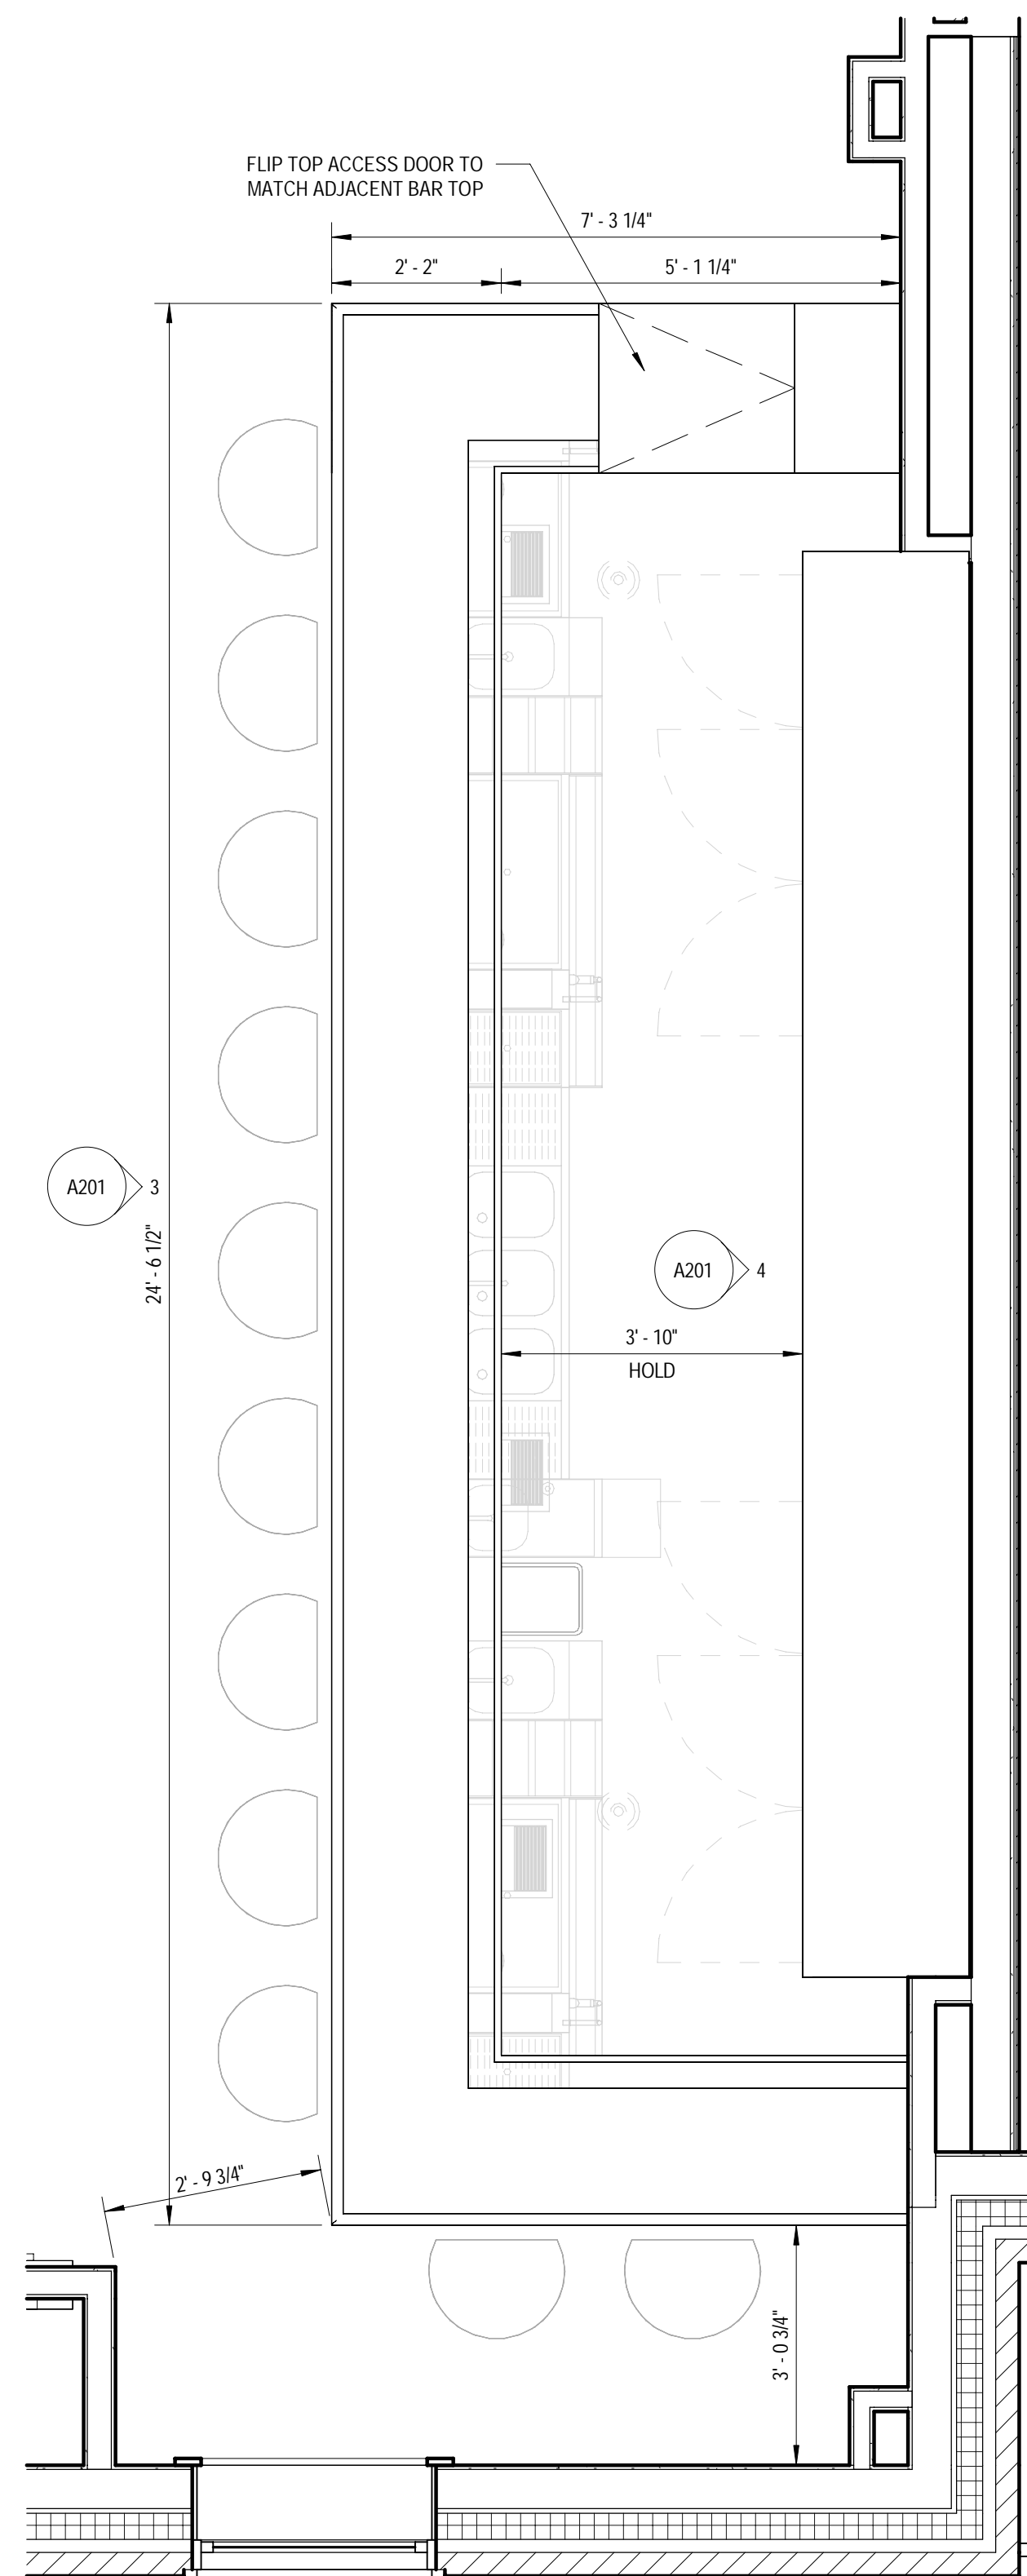 FLIP TOP ACCESS DOOR TO
MATCH ADJACENT BAR TOP
7' - 3 1/4"
2' - 2"
5' - 1 1/4"
A201
3
24' - 6 1/2"
A201
4
3' - 10"
HOLD
2' - 9 3/4"
3' - 0 3/4"